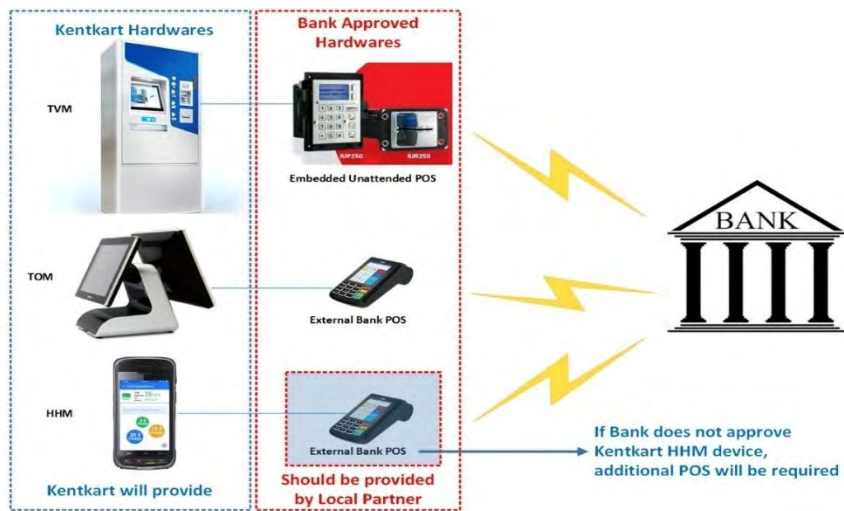 Kentkart Hardwares
Bank Approved
Hardwares
TVM
IUP250
IUR250
Embedded Unattended POS
BANK
TOM
External Bank POS
HHM
External Bank POS
If Bank does not approve
Kentkart HHM device,
additional POS will be required
Kentkart will provide
Should be provided
by Local Partner